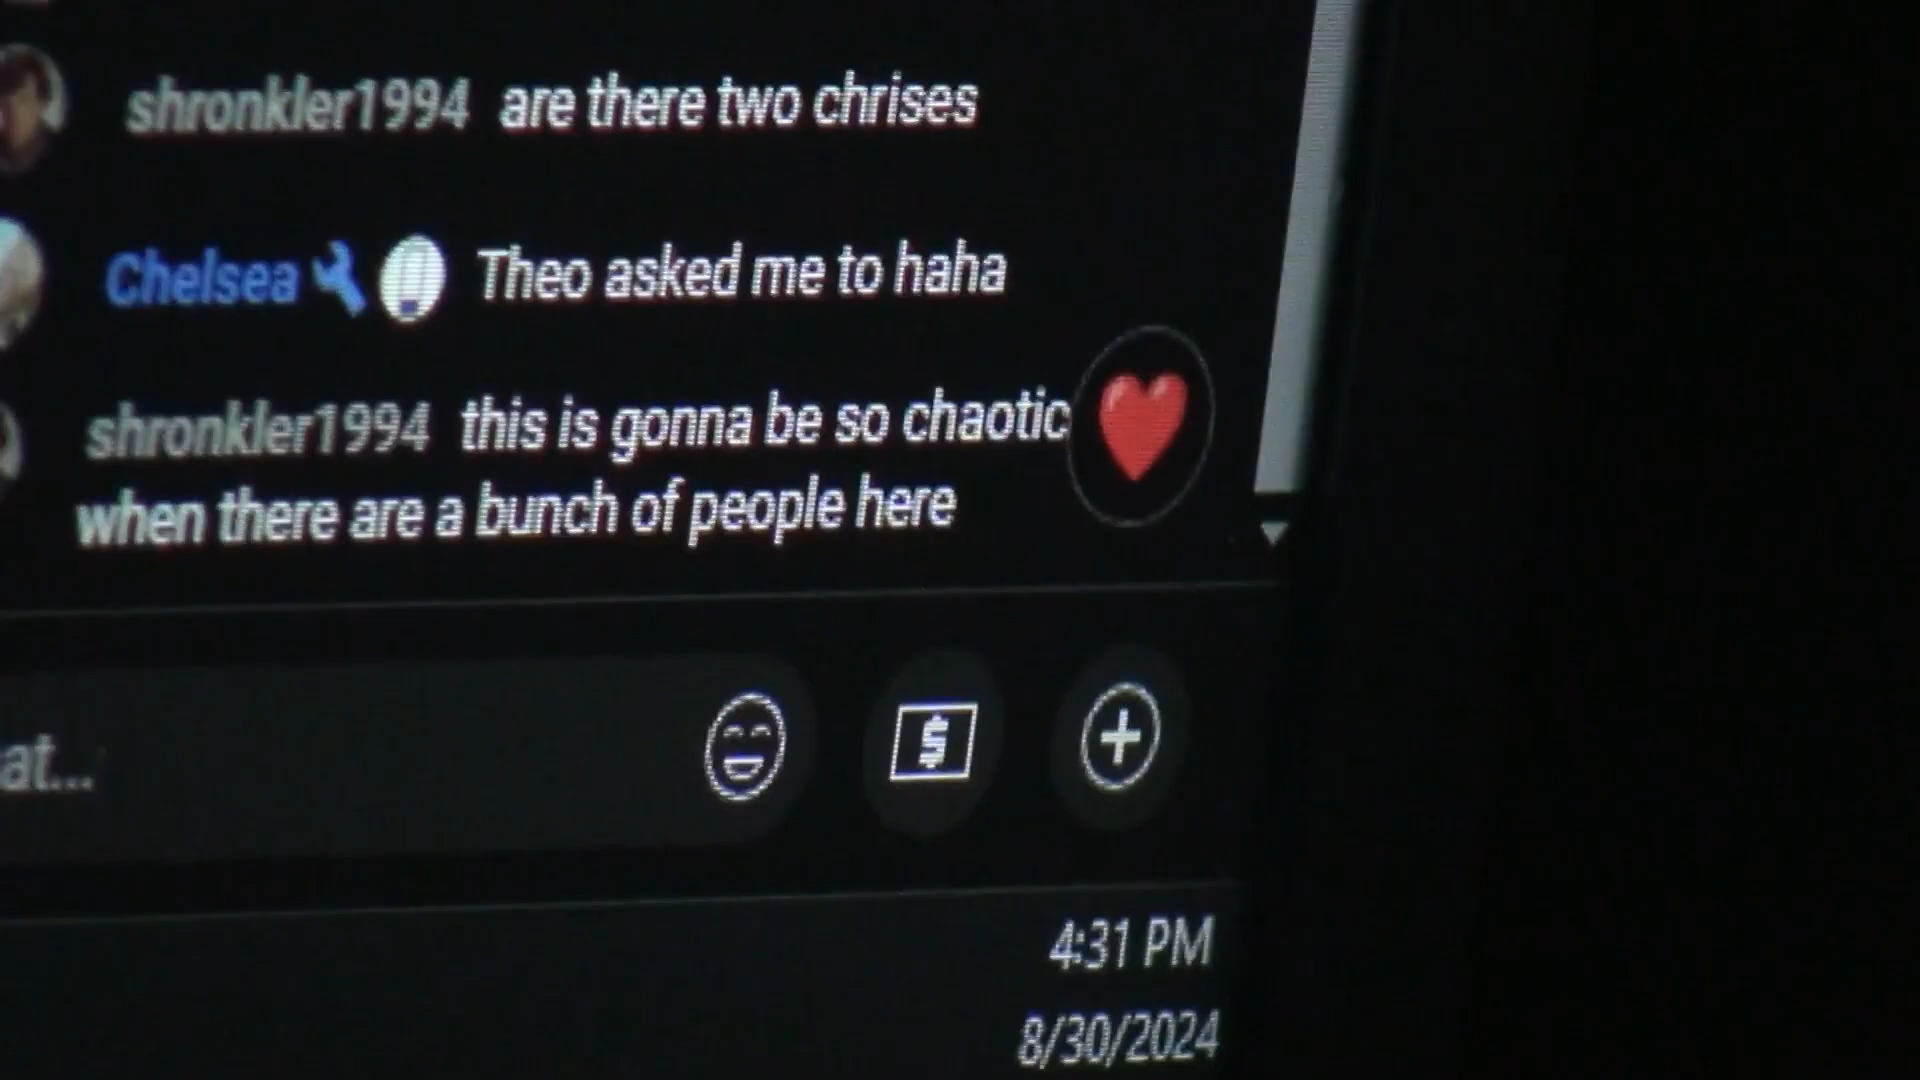 shronkler1994 are there two chrises
Chelsea Theo asked me to haha
shronkler1994 this is gonna be so chaotic
when there are a bunch of people here
at...
4:31 PM
8/30/2024